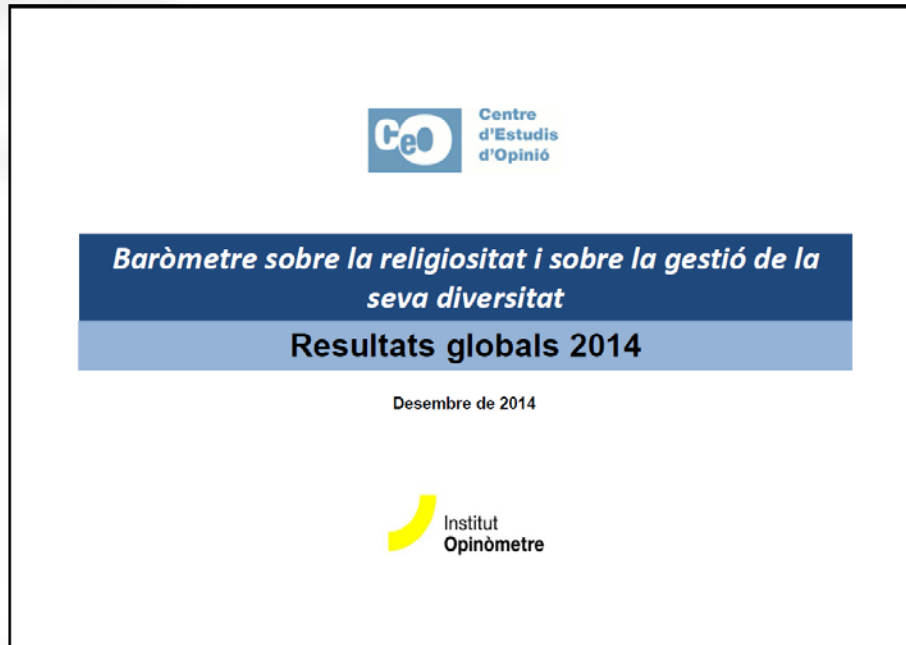 CeO
Centre
d'Estudis
d'Opinió
Baròmetre sobre la religiositat i sobre la gestió de la
seva diversitat
Resultats globals 2014
Desembre de 2014
Institut
Opinòmetre